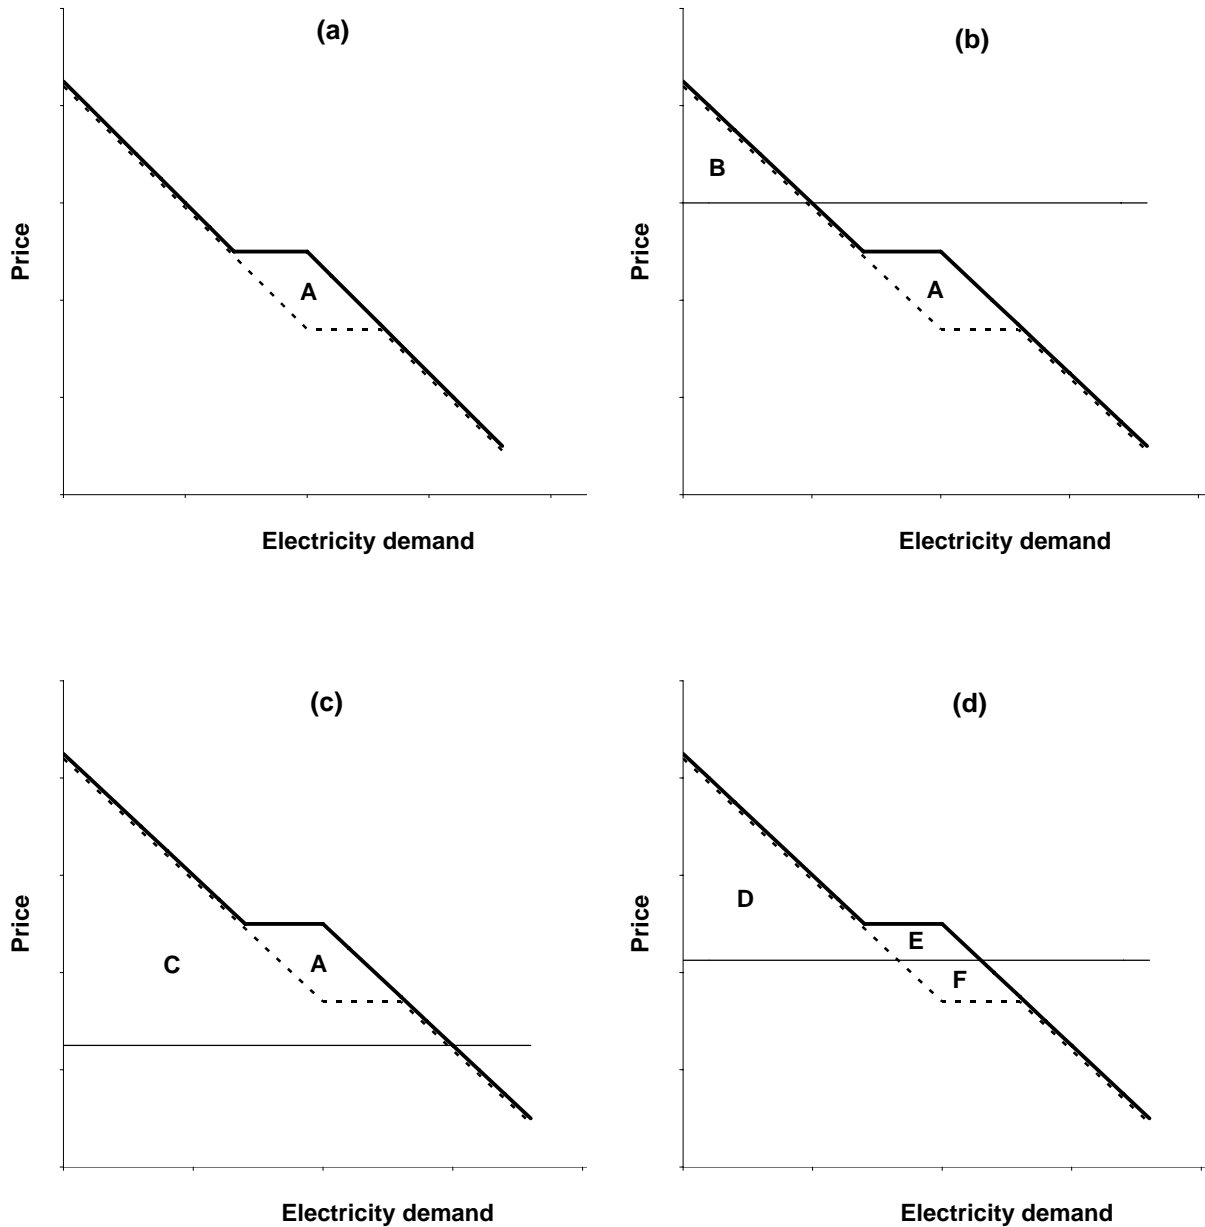 (a)
Price
A
Electricity demand
(b)
Price
B
A
Electricity demand
(c)
Price
C
A
Electricity demand
(d)
Price
D
E
F
Electricity demand